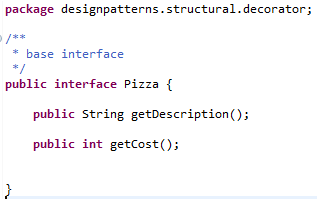 package designpatterns.structural.decorator;
/**
 * base interface
 */
public interface Pizza {
public String getDescription();
public int getCost();
}